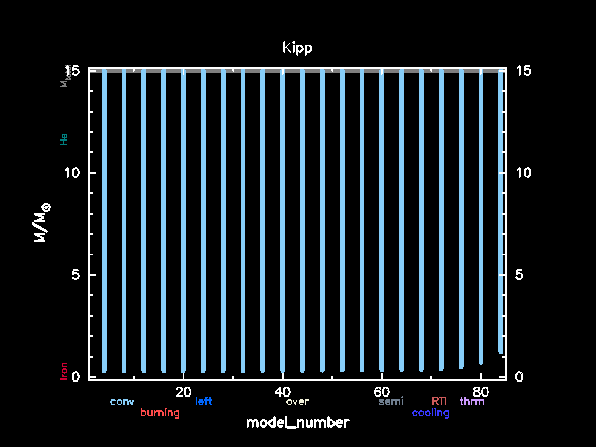 Kipp
15 15
He
10 10
M/M☉
5 5
Iron
0 0
20 40 60 80
conv left over semi RTI thrm
burning cooling
model_number